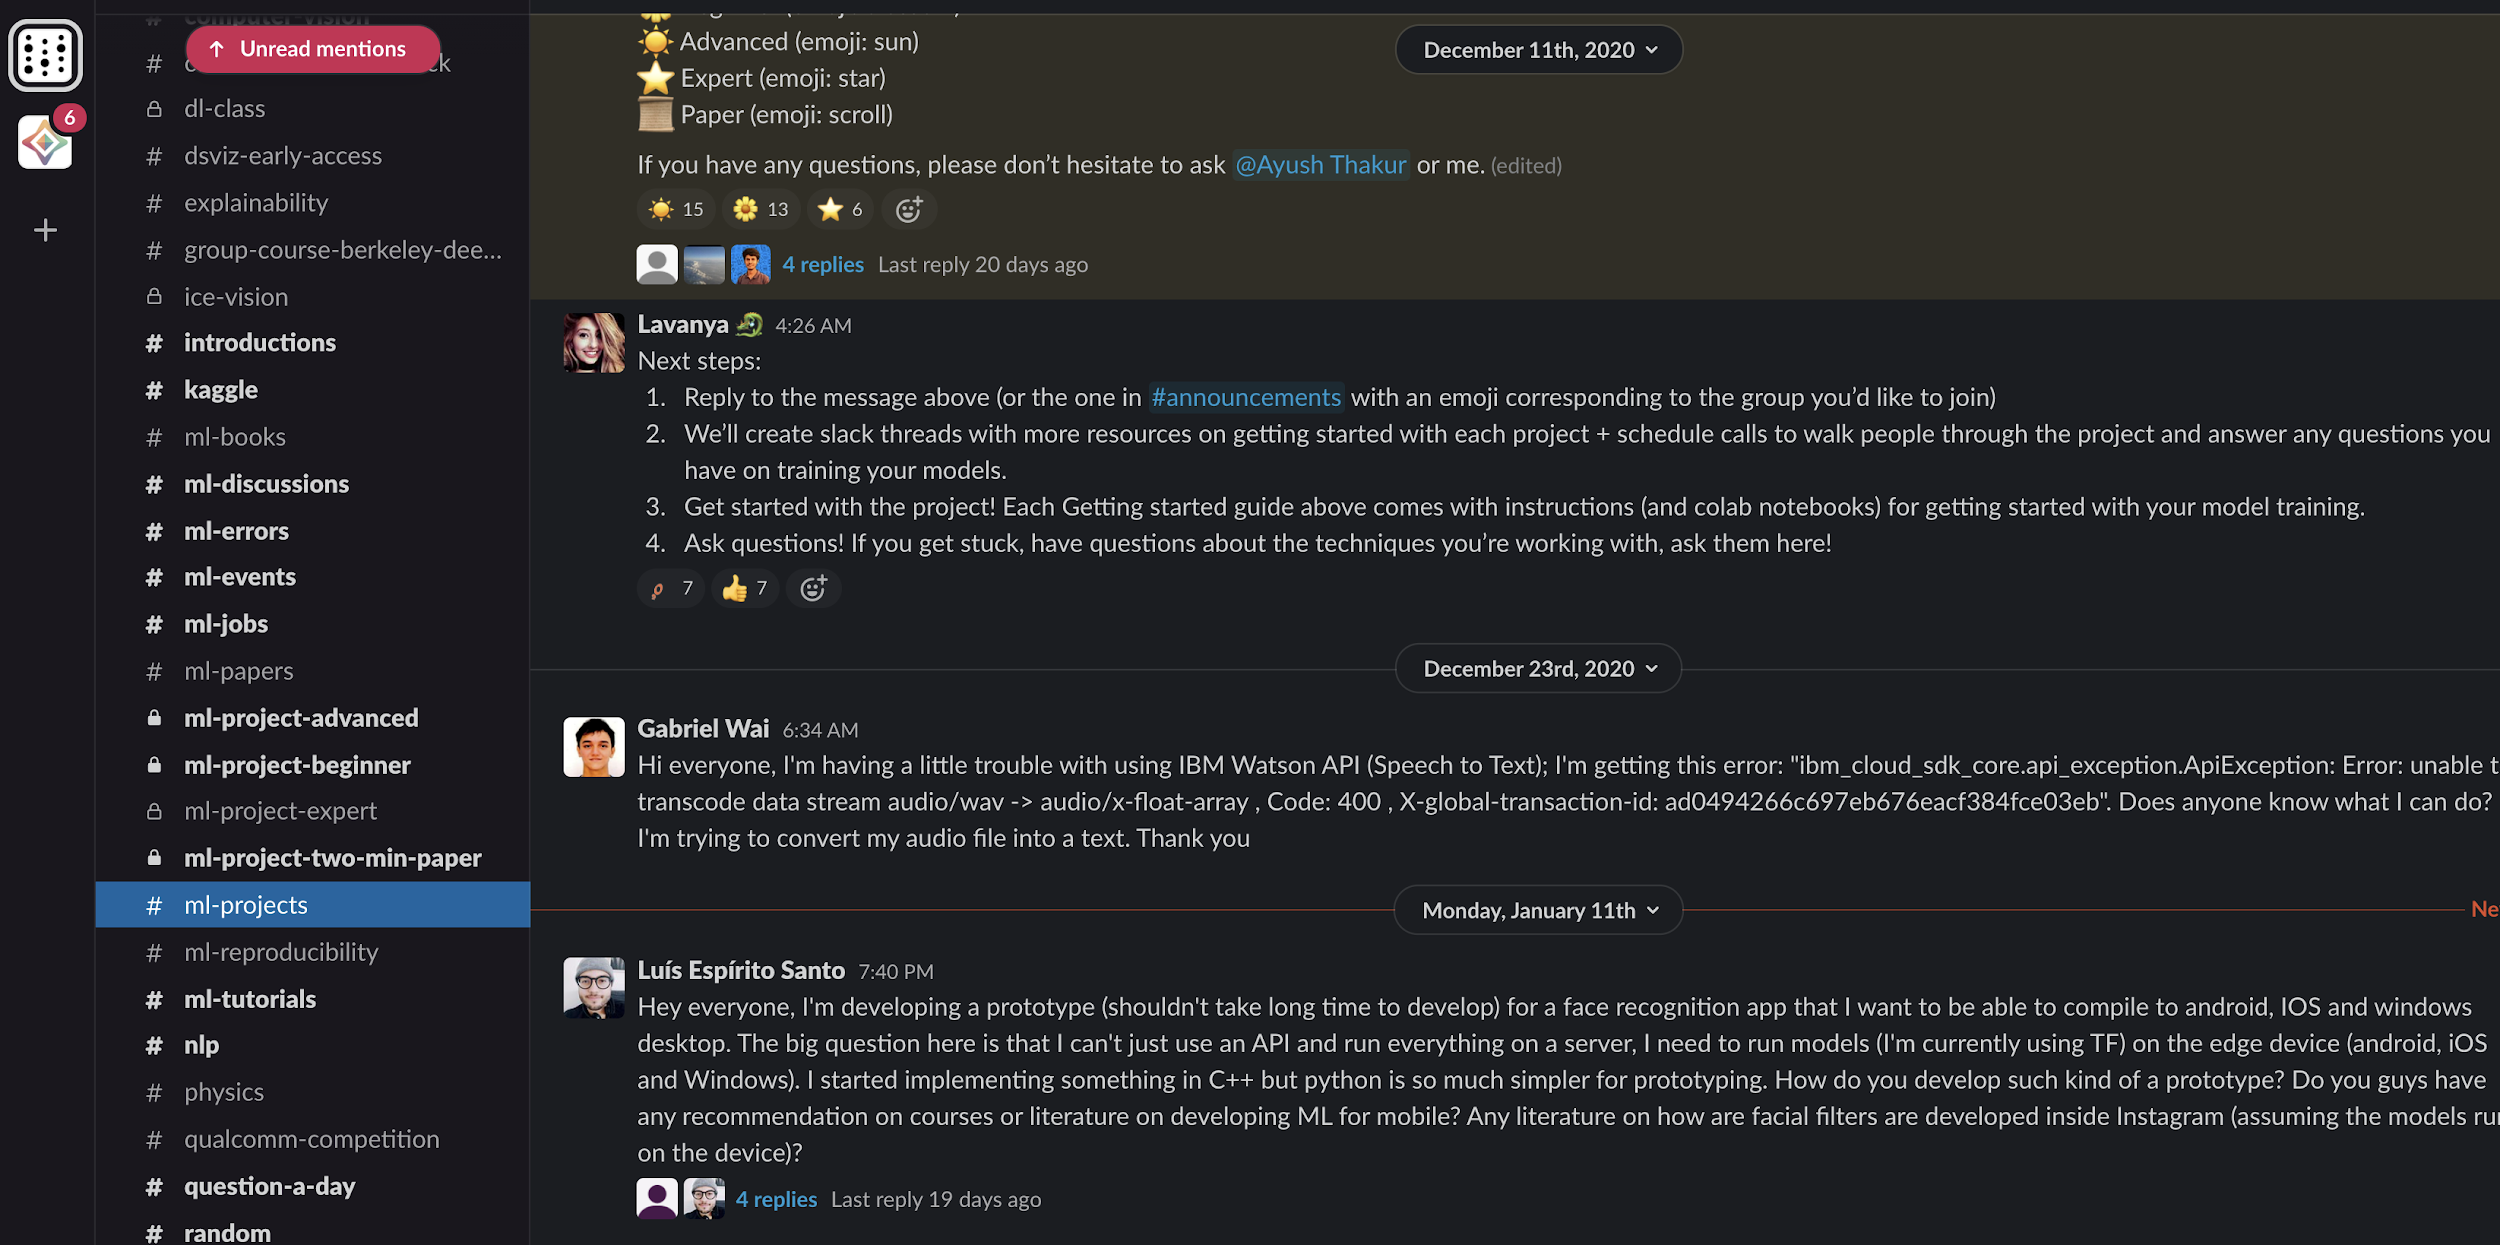 Unread mentions
computer-vision
ck
dl-class
dsviz-early-access
explainability
group-course-berkeley-dee...
ice-vision
introductions
kaggle
ml-books
ml-discussions
ml-errors
ml-events
ml-jobs
ml-papers
ml-project-advanced
ml-project-beginner
ml-project-expert
ml-project-two-min-paper
ml-projects
ml-reproducibility
ml-tutorials
nlp
physics
qualcomm-competition
question-a-day
random
6
December 11th, 2020
Advanced (emoji: sun)
Expert (emoji: star)
Paper (emoji: scroll)
If you have any questions, please don’t hesitate to ask @Ayush Thakur or me. (edited)
15 13 6
4 replies Last reply 20 days ago
Lavanya 4:26 AM
Next steps:
1. Reply to the message above (or the one in #announcements with an emoji corresponding to the group you’d like to join)
2. We’ll create slack threads with more resources on getting started with each project + schedule calls to walk people through the project and answer any questions you
have on training your models.
3. Get started with the project! Each Getting started guide above comes with instructions (and colab notebooks) for getting started with your model training.
4. Ask questions! If you get stuck, have questions about the techniques you’re working with, ask them here!
7 7
December 23rd, 2020
Gabriel Wai 6:34 AM
Hi everyone, I'm having a little trouble with using IBM Watson API (Speech to Text); I'm getting this error: "ibm_cloud_sdk_core.api_exception.ApiException: Error: unable t
transcode data stream audio/wav -> audio/x-float-array , Code: 400 , X-global-transaction-id: ad0494266c697eb676eacf384fce03eb". Does anyone know what I can do?
I'm trying to convert my audio file into a text. Thank you
Monday, January 11th
Ne
Luís Espírito Santo 7:40 PM
Hey everyone, I'm developing a prototype (shouldn't take long time to develop) for a face recognition app that I want to be able to compile to android, IOS and windows
desktop. The big question here is that I can't just use an API and run everything on a server, I need to run models (I'm currently using TF) on the edge device (android, iOS
and Windows). I started implementing something in C++ but python is so much simpler for prototyping. How do you develop such kind of a prototype? Do you guys have
any recommendation on courses or literature on developing ML for mobile? Any literature on how are facial filters are developed inside Instagram (assuming the models ru
on the device)?
4 replies Last reply 19 days ago